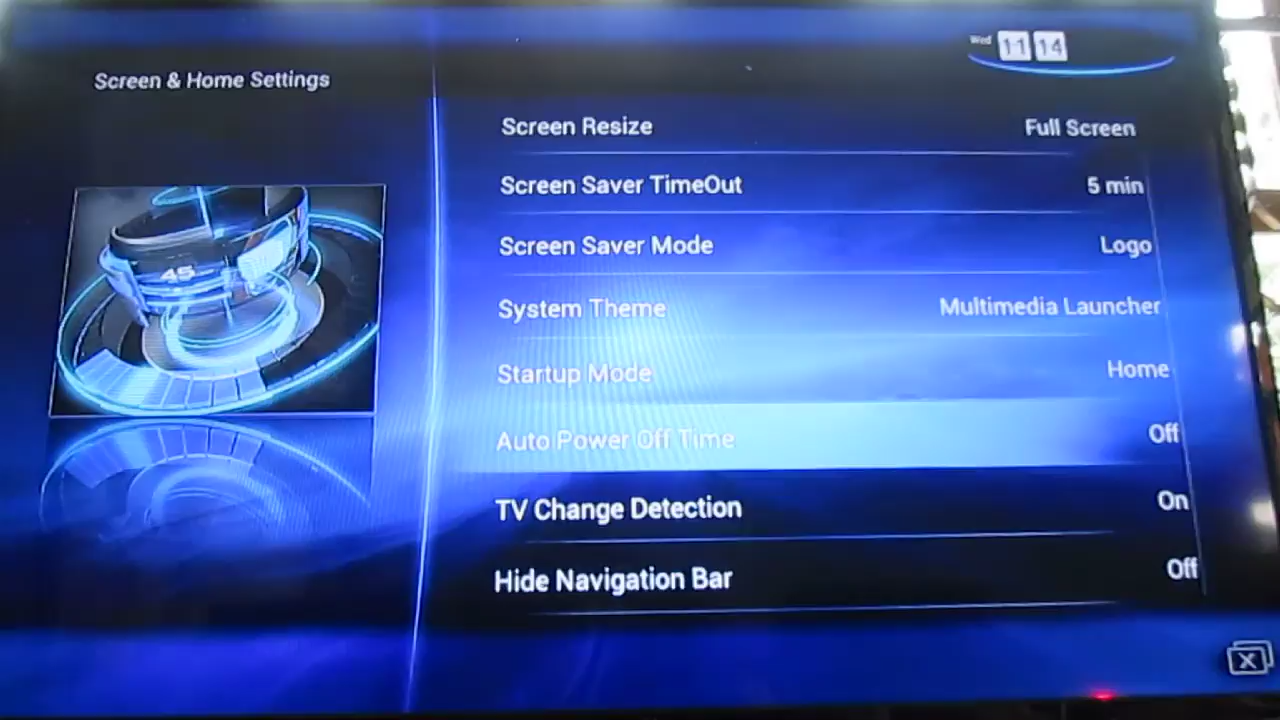 Wed 11 14
Screen & Home Settings
Screen Resize Full Screen
Screen Saver TimeOut 5 min
Screen Saver Mode Logo
System Theme Multimedia Launcher
Startup Mode Home
Auto Power Off Time Off
TV Change Detection On
Hide Navigation Bar Off
45